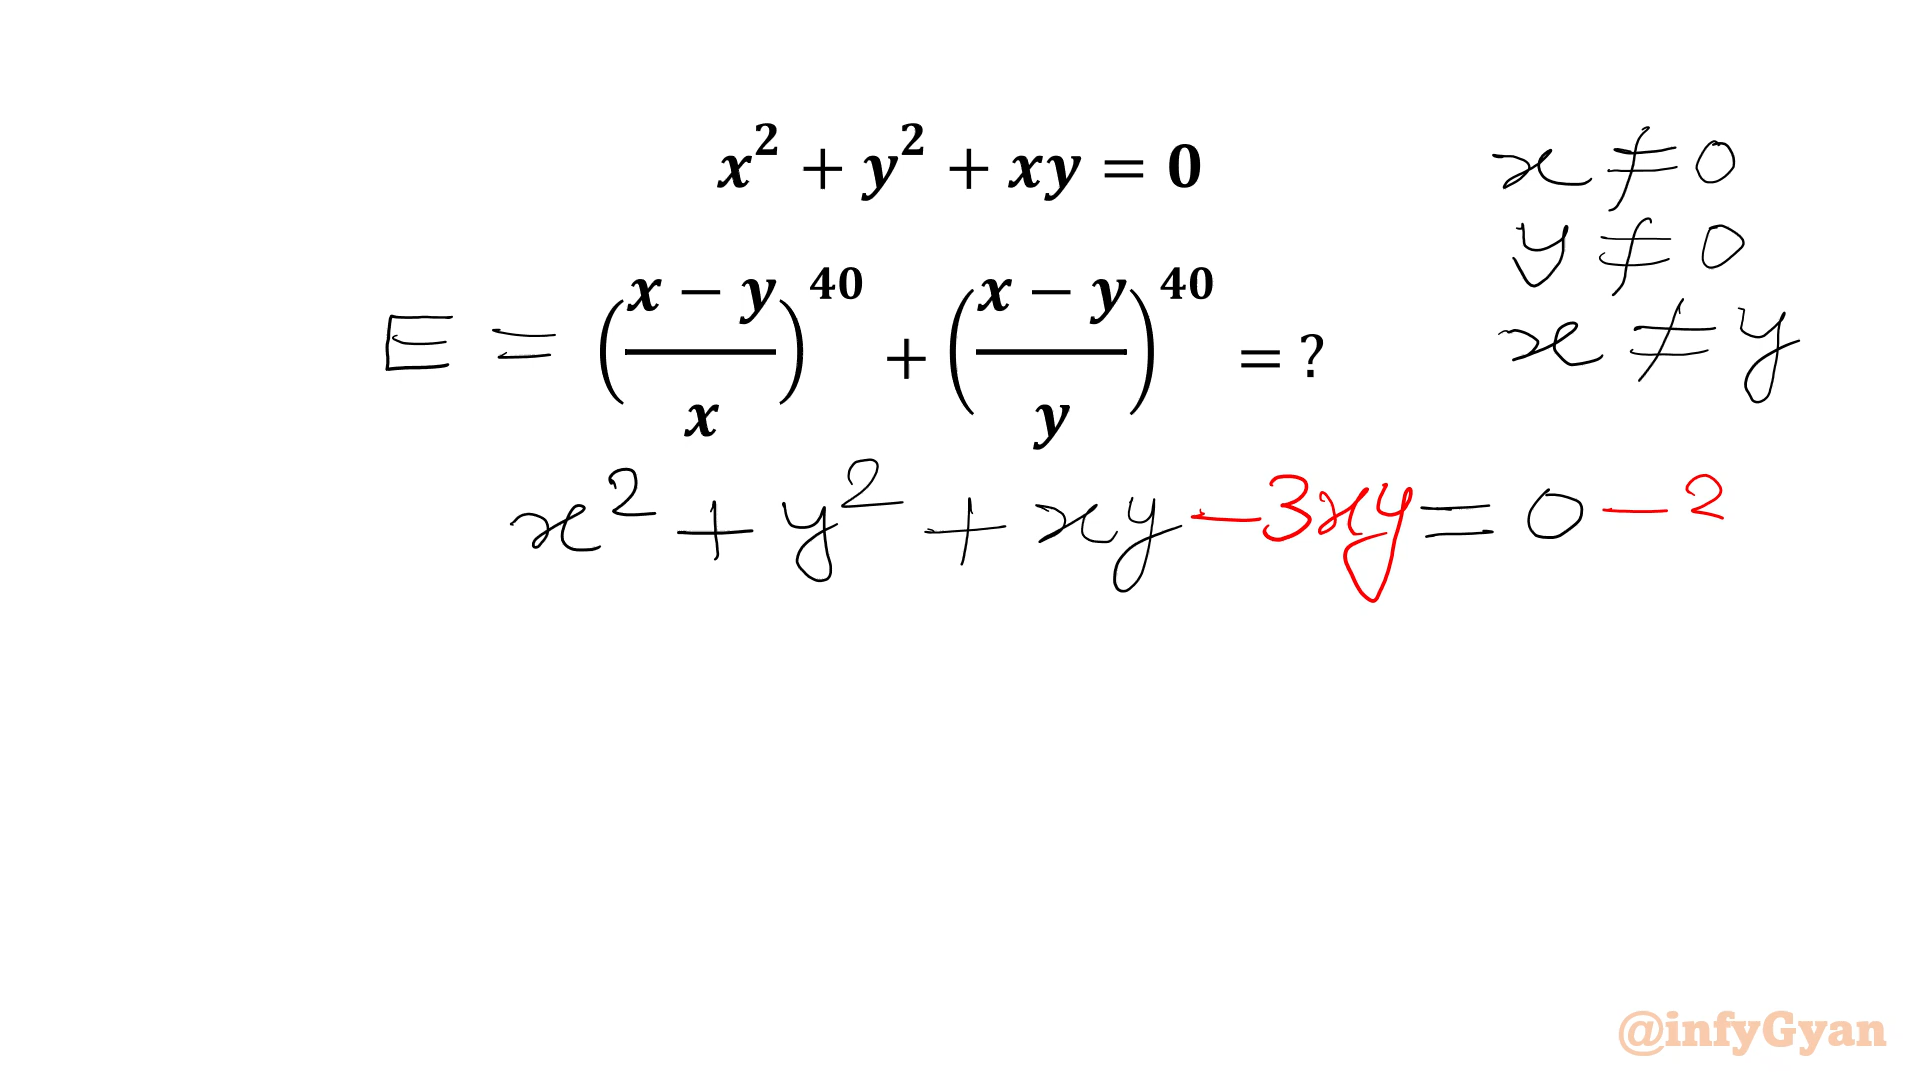 x² + y² + xy = 0
x ≠ 0
y ≠ 0
E = ((x − y)/x)⁴⁰ + ((x − y)/y)⁴⁰ = ?
x ≠ y
x² + y² + xy − 3xy = 0 − 2
@infyGyan